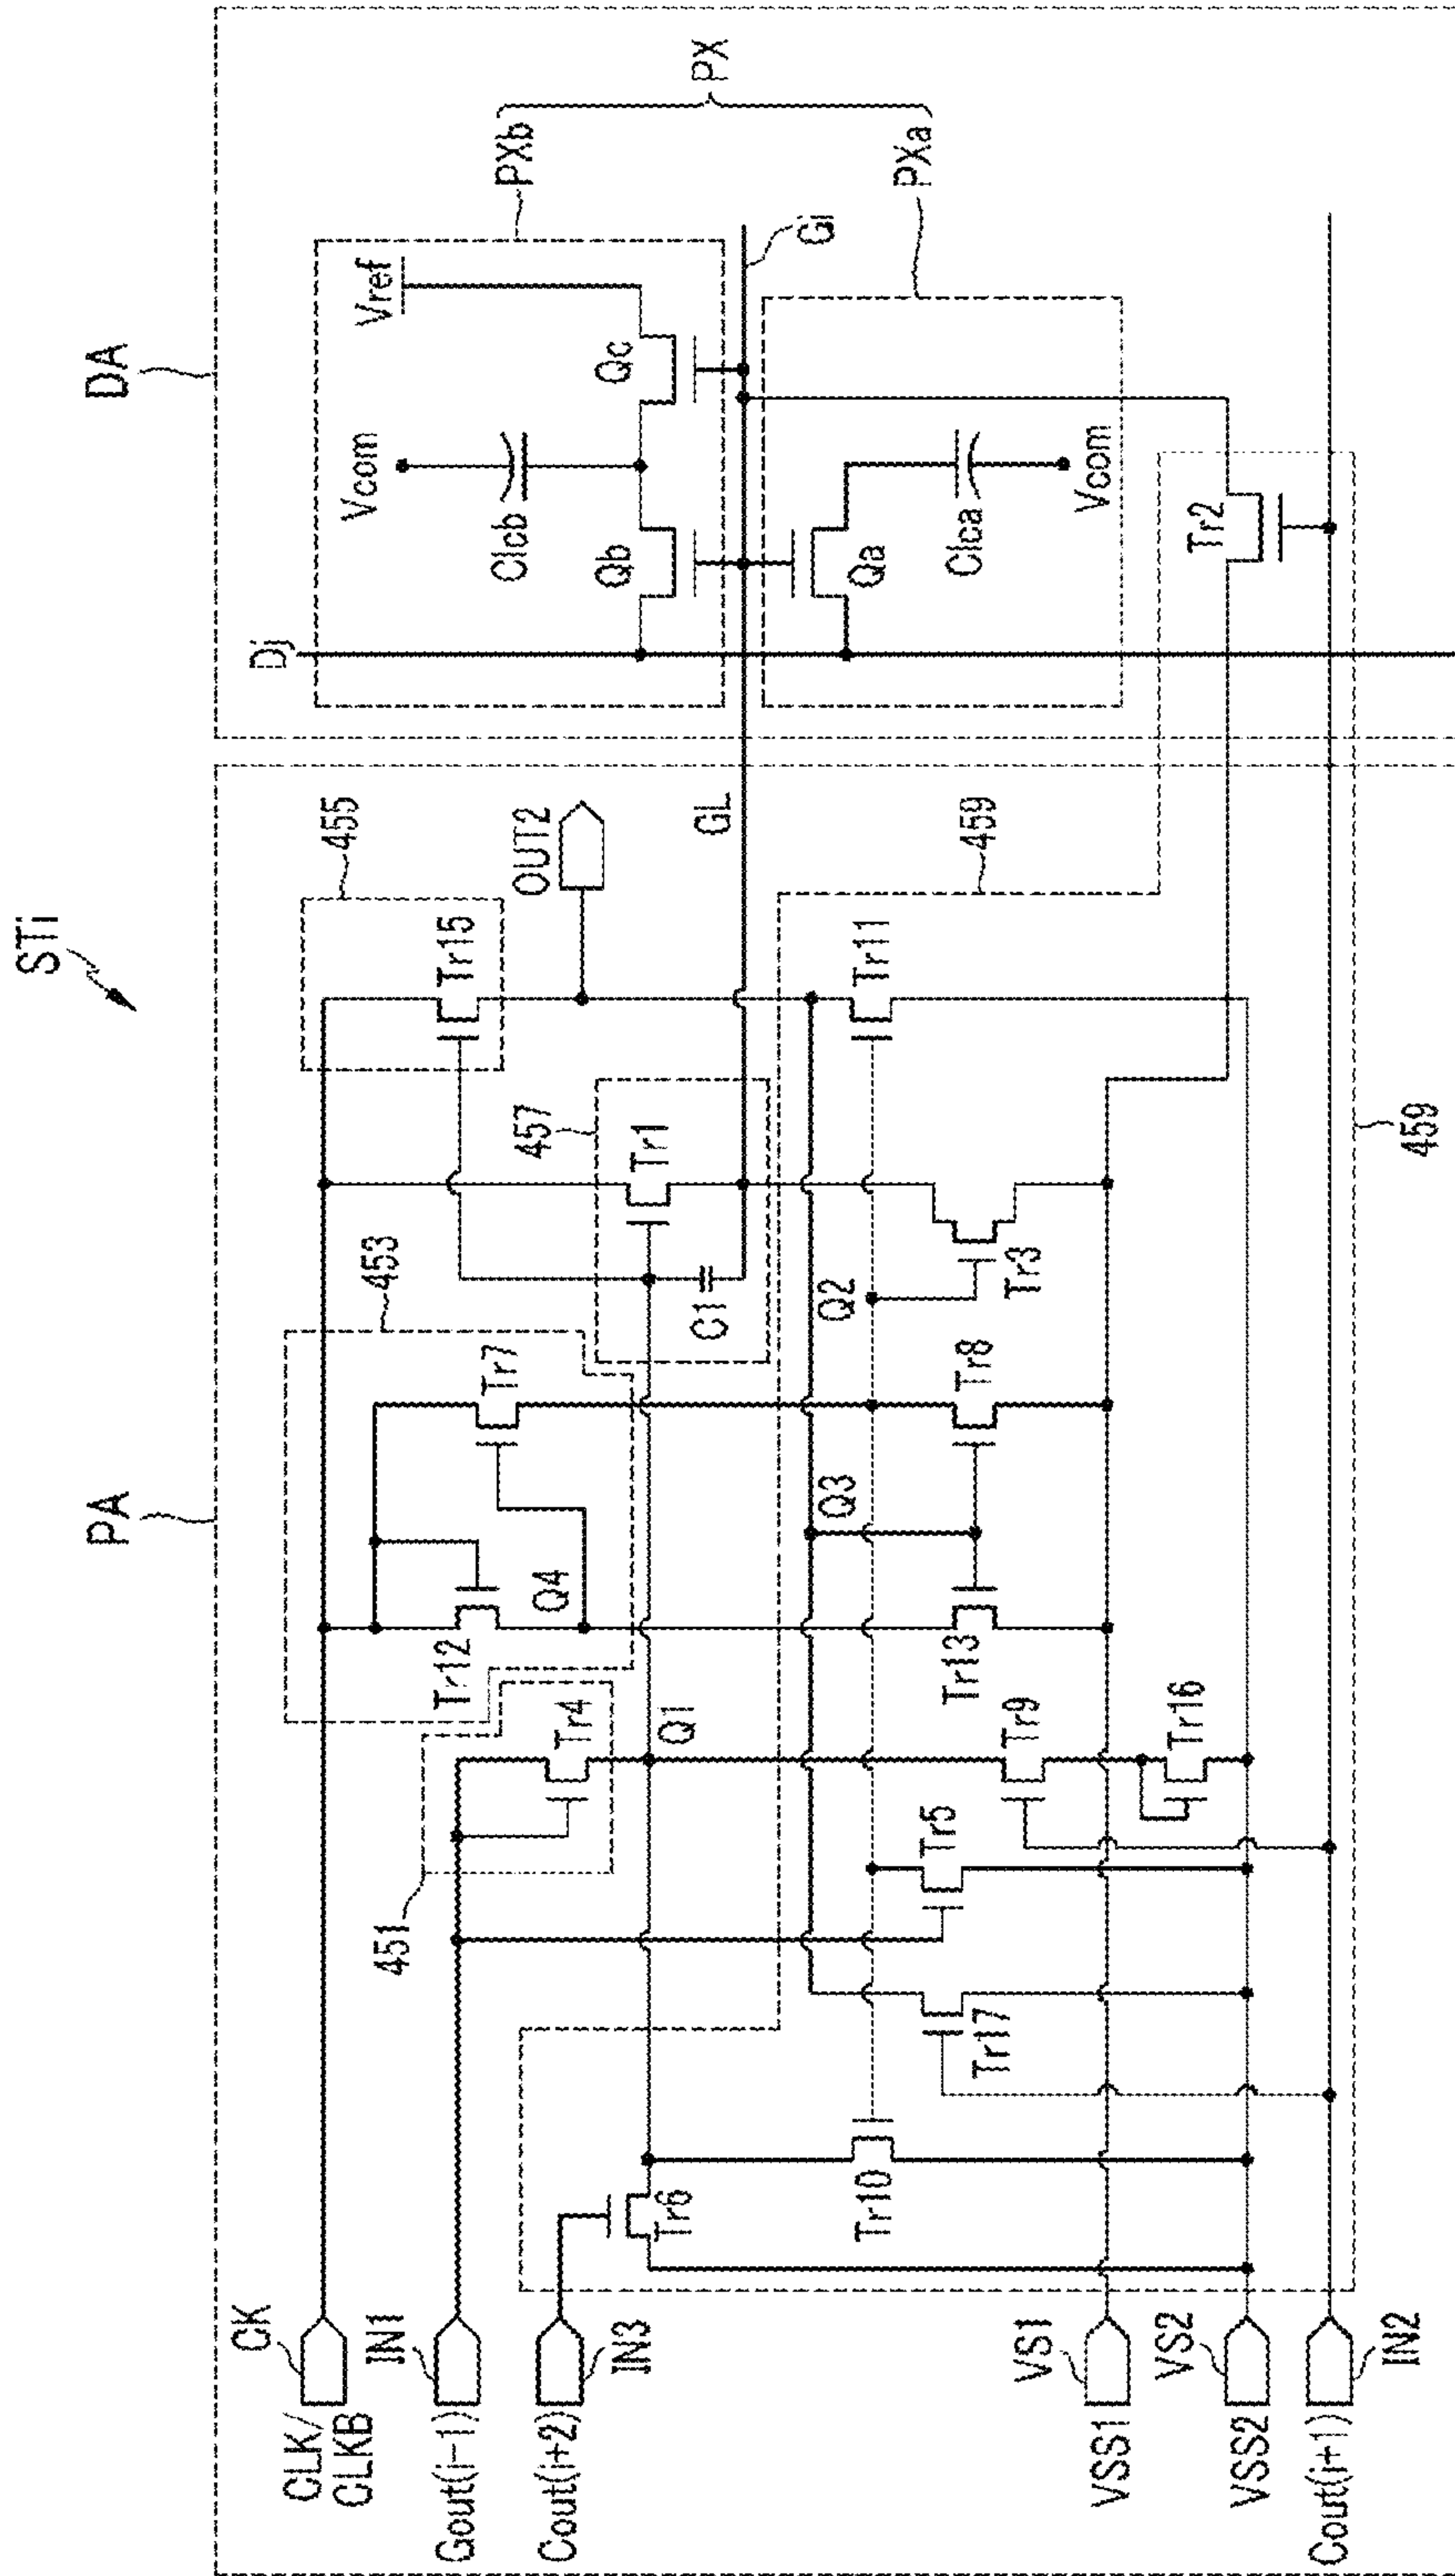 STi
PA
DA
CK
CLK/
CLKB
IN1
Gout(i-1)
Cout(i+2)
IN3
VS1
VSS1
VS2
VSS2
Cout(i+1)
IN2
451
Tr4
453
Tr12
Q4
Tr7
455
Tr15
OUT2
457
Tr1
C1
GL
Q1
Tr6
Tr10
Tr17
Tr5
Tr9
Tr16
Tr13
Q3
Tr8
Q2
Tr3
Tr11
459
459
Tr2
Dj
Vcom
Clcb
Qb
Qc
Vref
PXb
PX
PXa
Gi
Qa
Clca
Vcom